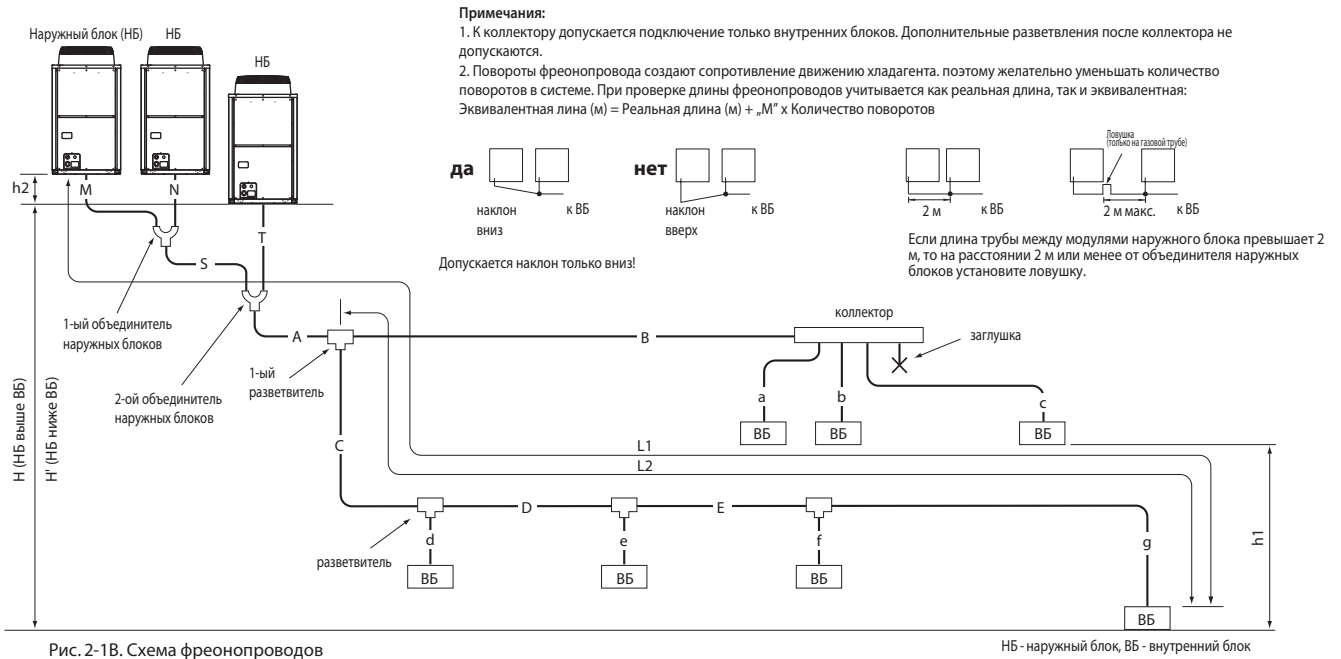 Примечания:
1. К коллектору допускается подключение только внутренних блоков. Дополнительные разветвления после коллектора не
допускаются.
2. Повороты фреонопровода создают сопротивление движению хладагента. поэтому желательно уменьшать количество
поворотов в системе. При проверке длины фреонопроводов учитывается как реальная длина, так и эквивалентная:
Эквивалентная лина (м) = Реальная длина (м) + „M” x Количество поворотов
Наружный блок (НБ)
НБ
НБ
h2
M
N
T
S
1-ый объединитель
наружных блоков
2-ой объединитель
наружных блоков
да
наклон
вниз
к ВБ
нет
наклон
вверх
к ВБ
Допускается наклон только вниз!
2 м
к ВБ
Ловушка
(только на газовой трубе)
2 м макс.
к ВБ
Если длина трубы между модулями наружного блока превышает 2
м, то на расстоянии 2 м или менее от объединителя наружных
блоков установите ловушку.
A
1-ый
разветвитель
B
коллектор
заглушка
a
b
c
ВБ
ВБ
ВБ
H (НБ выше ВБ)
H' (НБ ниже ВБ)
C
L1
L2
D
E
d
e
f
g
h1
разветвитель
ВБ
ВБ
ВБ
ВБ
Рис. 2-1В. Схема фреонопроводов
НБ - наружный блок, ВБ - внутренний блок